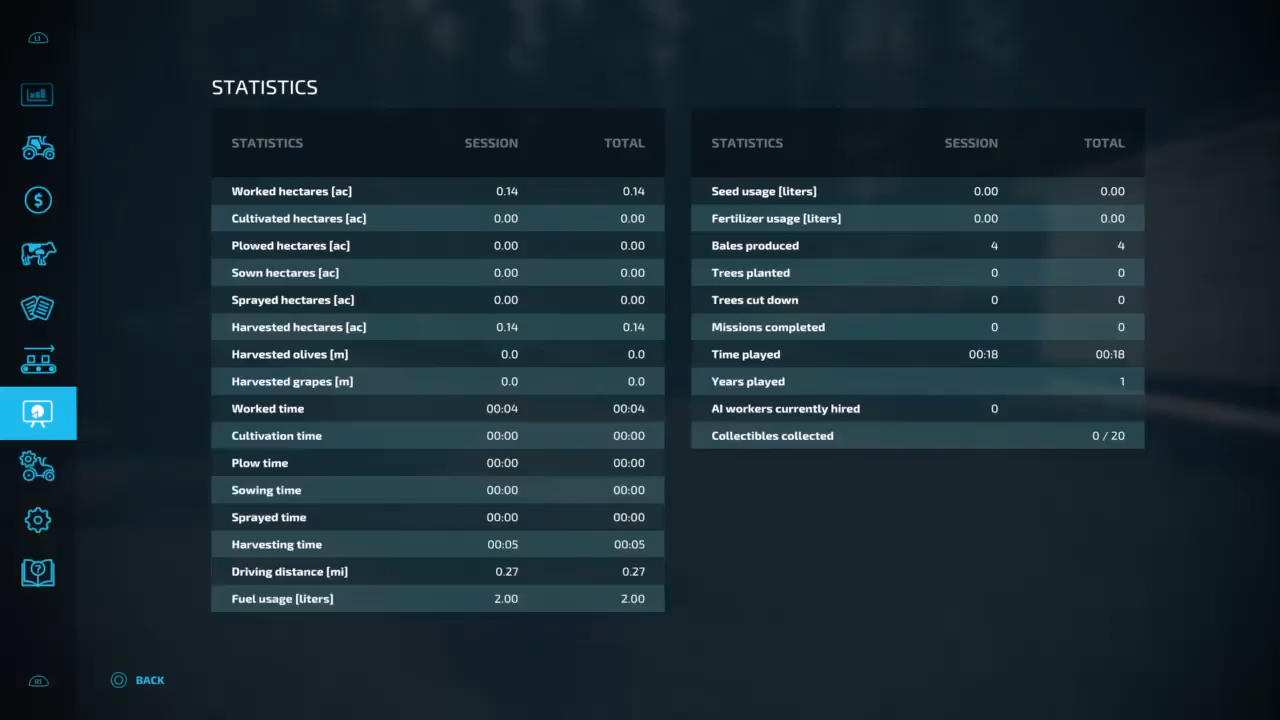 L1
STATISTICS
STATISTICS SESSION TOTAL
Worked hectares [ac] 0.14 0.14
Cultivated hectares [ac] 0.00 0.00
Plowed hectares [ac] 0.00 0.00
Sown hectares [ac] 0.00 0.00
Sprayed hectares [ac] 0.00 0.00
Harvested hectares [ac] 0.14 0.14
Harvested olives [m] 0.0 0.0
Harvested grapes [m] 0.0 0.0
Worked time 00:04 00:04
Cultivation time 00:00 00:00
Plow time 00:00 00:00
Sowing time 00:00 00:00
Sprayed time 00:00 00:00
Harvesting time 00:05 00:05
Driving distance [mi] 0.27 0.27
Fuel usage [liters] 2.00 2.00
STATISTICS SESSION TOTAL
Seed usage [liters] 0.00 0.00
Fertilizer usage [liters] 0.00 0.00
Bales produced 4 4
Trees planted 0 0
Trees cut down 0 0
Missions completed 0 0
Time played 00:18 00:18
Years played 1
AI workers currently hired 0
Collectibles collected 0 / 20
R1
BACK